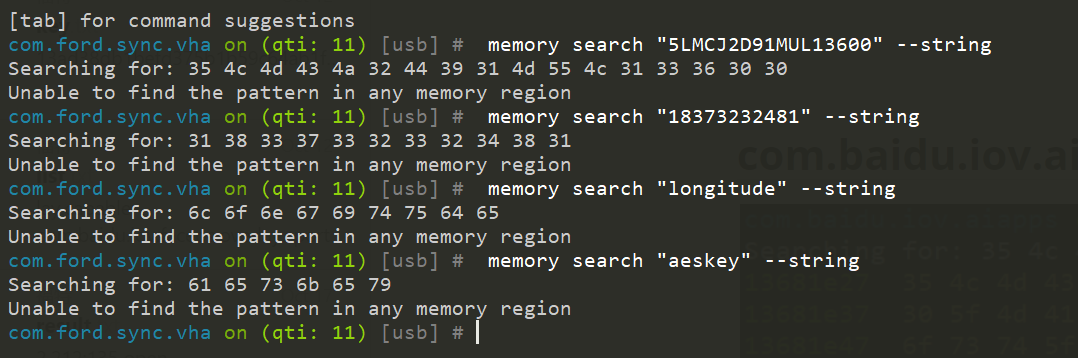 [tab] for command suggestions
com.ford.sync.vha on (qti: 11) [usb] #  memory search "5LMCJ2D91MUL13600" --string
Searching for: 35 4c 4d 43 4a 32 44 39 31 4d 55 4c 31 33 36 30 30
Unable to find the pattern in any memory region
com.ford.sync.vha on (qti: 11) [usb] #  memory search "18373232481" --string
Searching for: 31 38 33 37 33 32 33 32 34 38 31
Unable to find the pattern in any memory region
com.ford.sync.vha on (qti: 11) [usb] #  memory search "longitude" --string
Searching for: 6c 6f 6e 67 69 74 75 64 65
Unable to find the pattern in any memory region
com.ford.sync.vha on (qti: 11) [usb] #  memory search "aeskey" --string
Searching for: 61 65 73 6b 65 79
Unable to find the pattern in any memory region
com.ford.sync.vha on (qti: 11) [usb] #
com.baidu.iov.ai
Searching for: 35 4c